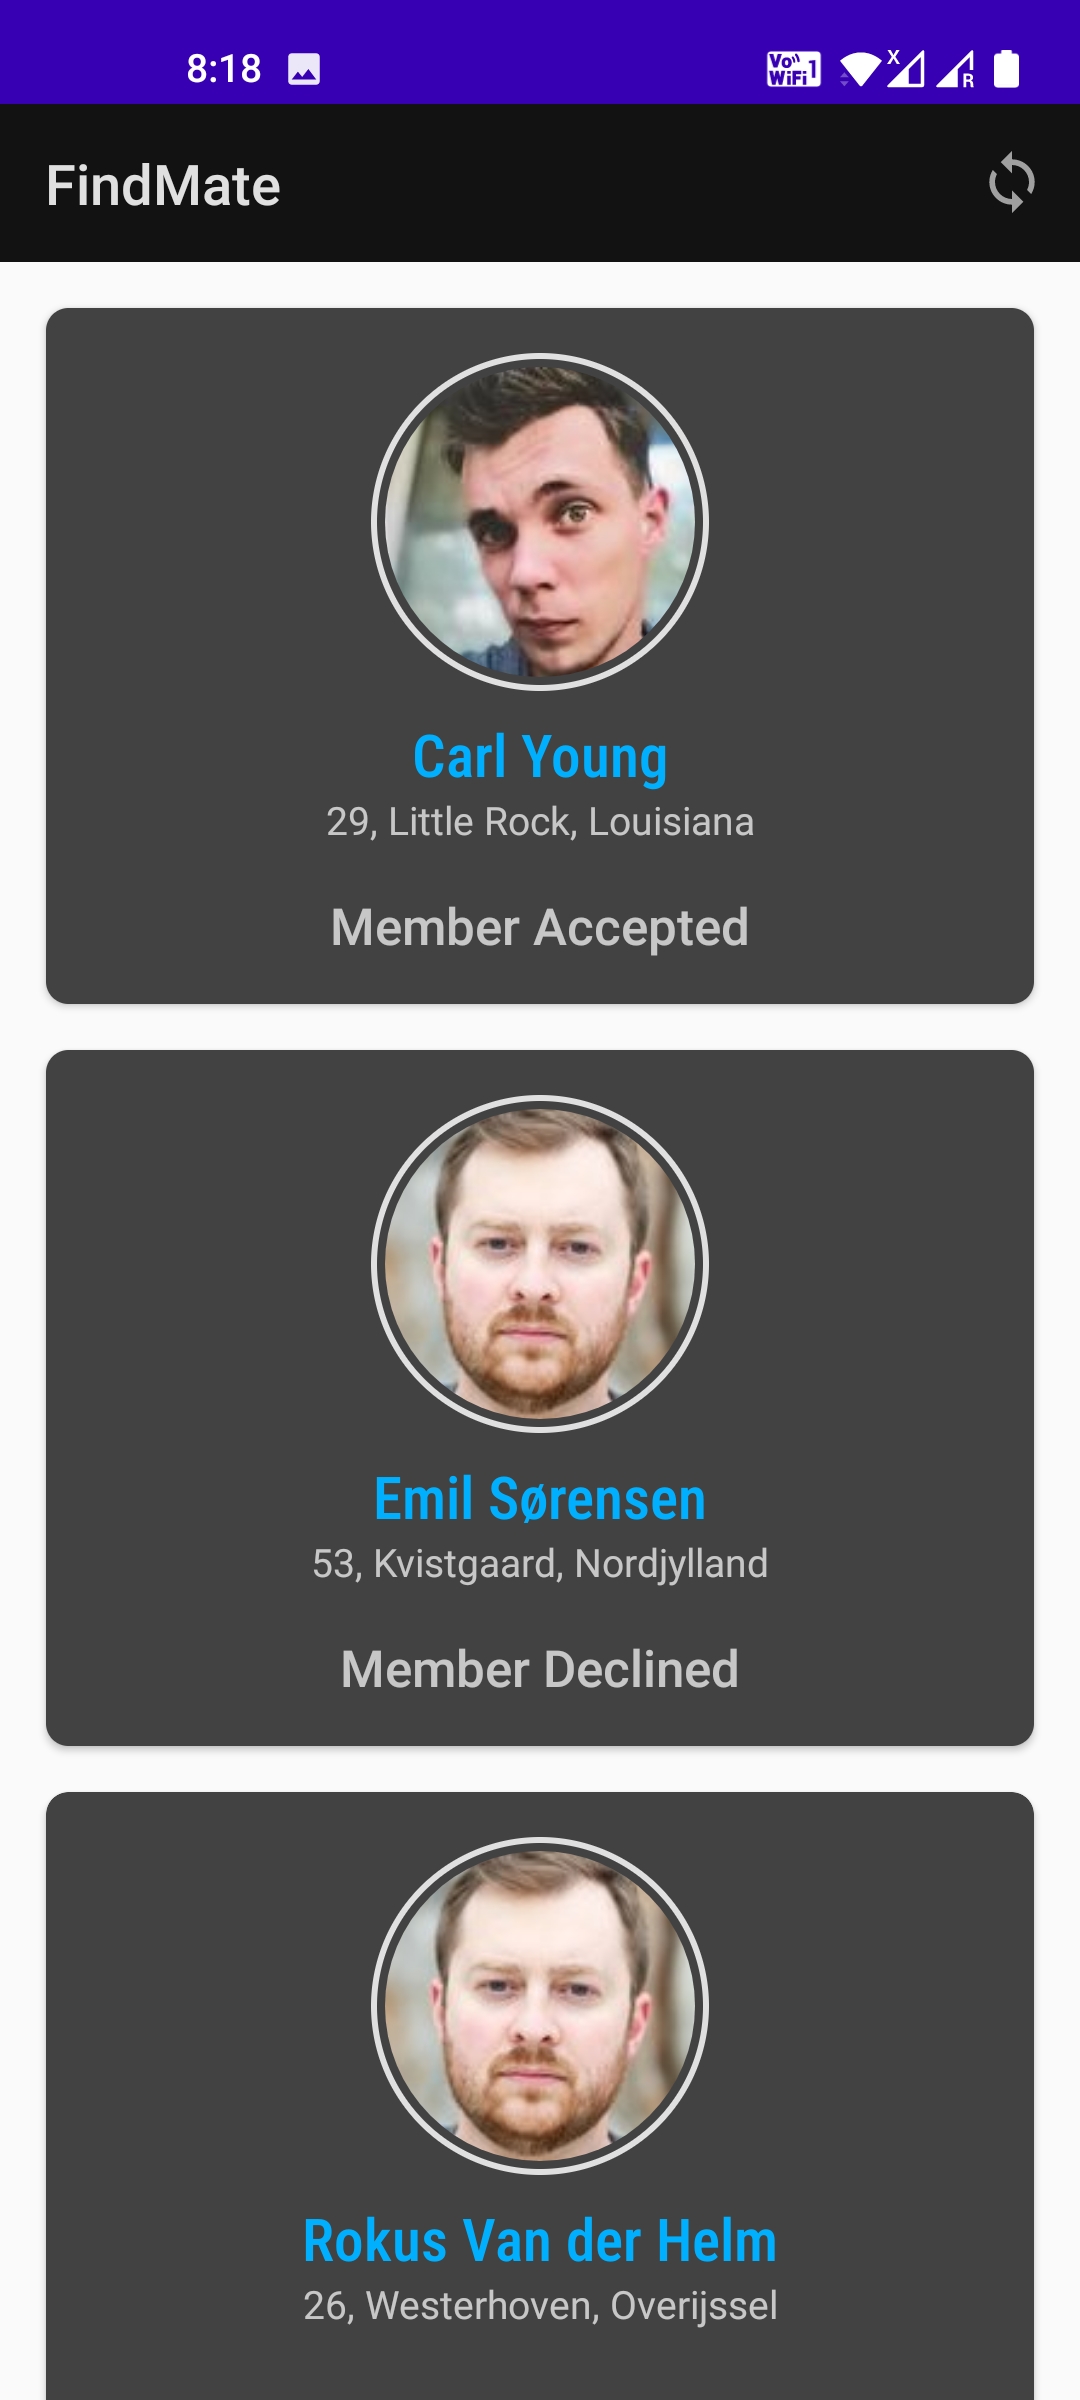 8:18
Vo WiFi 1
X
R
FindMate
Carl Young
29, Little Rock, Louisiana
Member Accepted
Emil Sørensen
53, Kvistgaard, Nordjylland
Member Declined
Rokus Van der Helm
26, Westerhoven, Overijssel